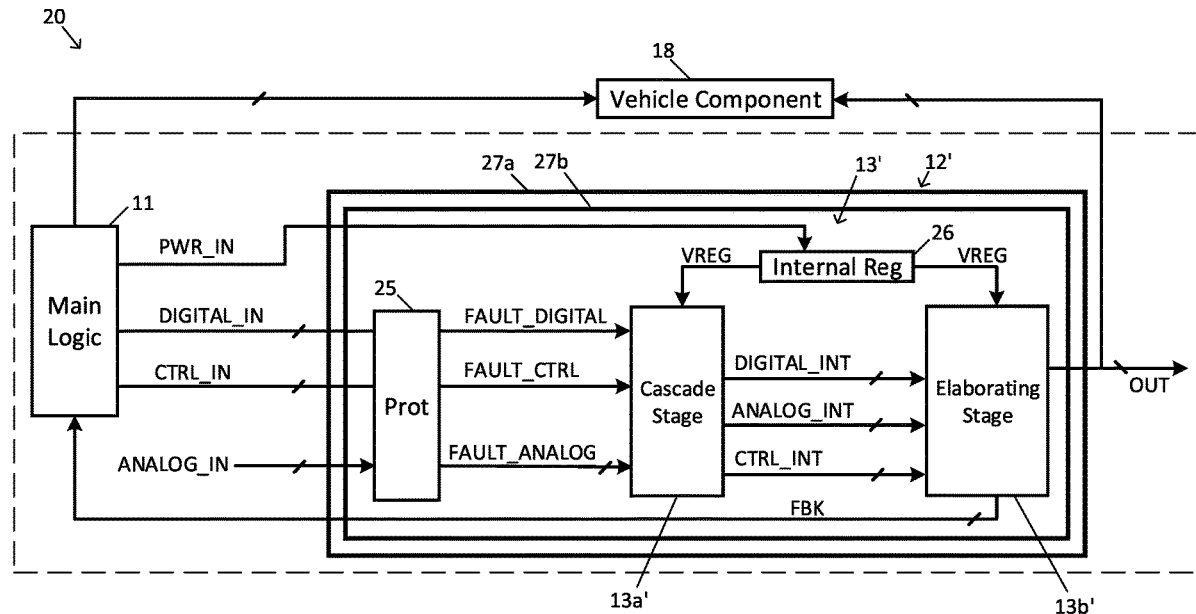 20
18
Vehicle Component
27a
27b
13'
12'
11
PWR_IN
26
VREG
Internal Reg
VREG
Main
Logic
25
DIGITAL_IN
FAULT_DIGITAL
CTRL_IN
FAULT_CTRL
Prot
Cascade
Stage
DIGITAL_INT
ANALOG_INT
CTRL_INT
Elaborating
Stage
OUT
ANALOG_IN
FAULT_ANALOG
FBK
13a'
13b'